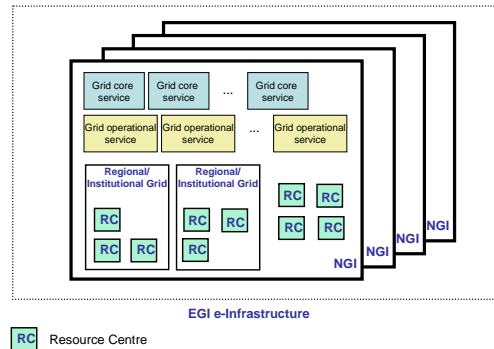 Grid core
service
Grid core
service
...
Grid core
service
Grid operational
service
Grid operational
service
...
Grid operational
service
Regional/
Institutional Grid
Regional/
Institutional Grid
RC
RC
RC
RC
RC
RC
RC
RC
RC
RC
NGI
NGI
NGI
NGI
EGI e-Infrastructure
RC Resource Centre